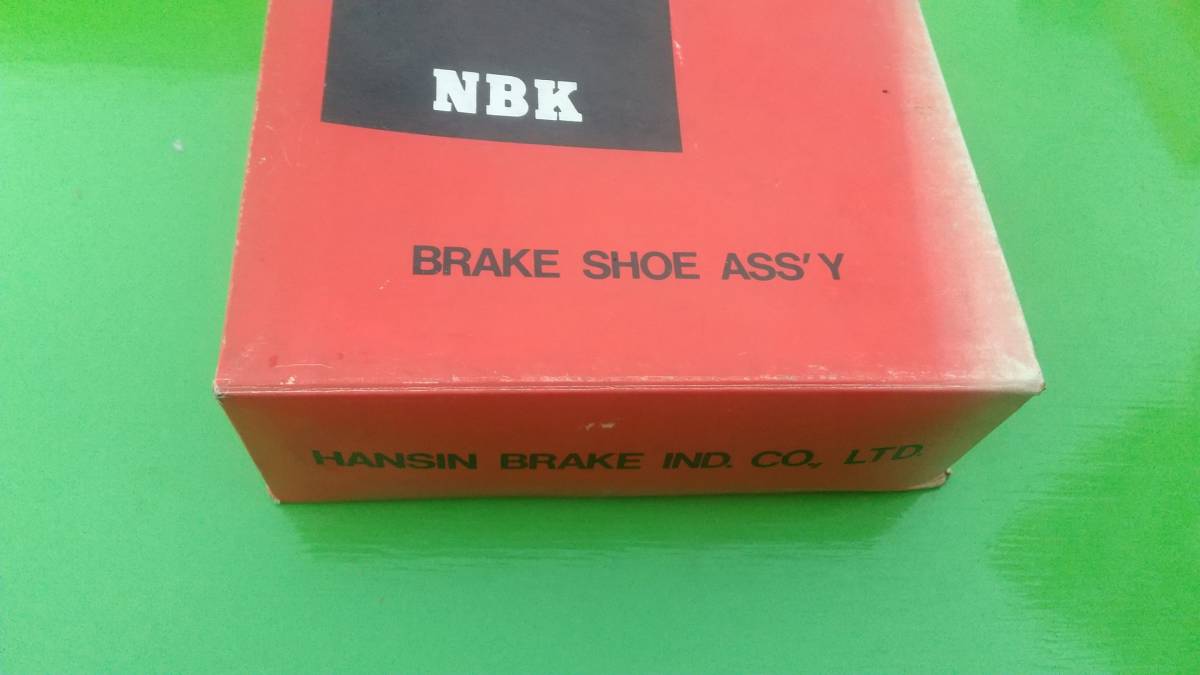 NBK
BRAKE SHOE ASS'Y
HANSIN BRAKE IND. CO., LTD.